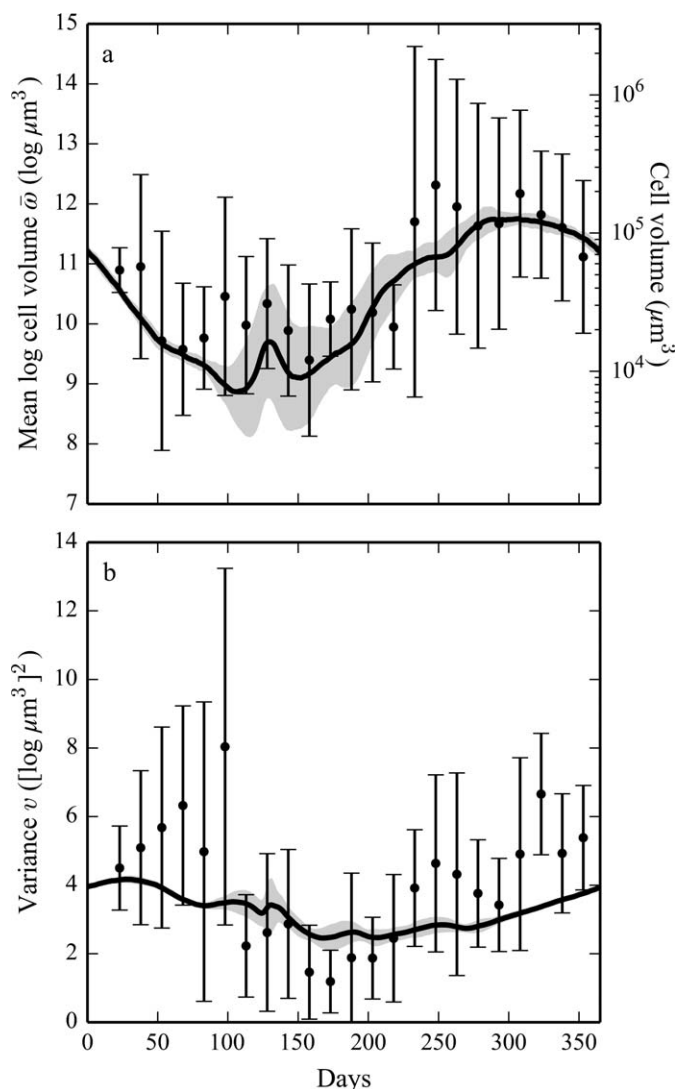 a
Mean log cell volume ω̄ (log μm³)
15
14
13
12
11
10
9
8
7
Cell volume (μm³)
10⁶
10⁵
10⁴
b
Variance v ([log μm³]²)
14
12
10
8
6
4
2
0
0 50 100 150 200 250 300 350
Days